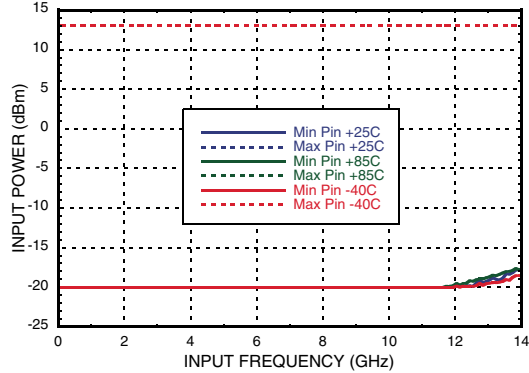 15
10
5
0
-5
-10
-15
-20
-25
INPUT POWER (dBm)
Min Pin +25C
Max Pin +25C
Min Pin +85C
Max Pin +85C
Min Pin -40C
Max Pin -40C
0 2 4 6 8 10 12 14
INPUT FREQUENCY (GHz)